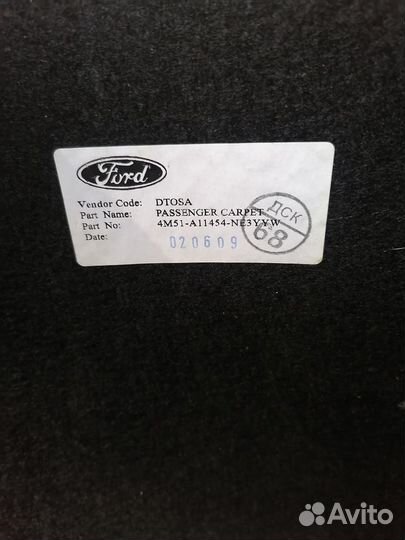 Ford
Vendor Code: DTOSA
Part Name: PASSENGER CARPET
Part No: 4M51-A11454-NE3YYW
Date: 020609
ДСК
68
Avito